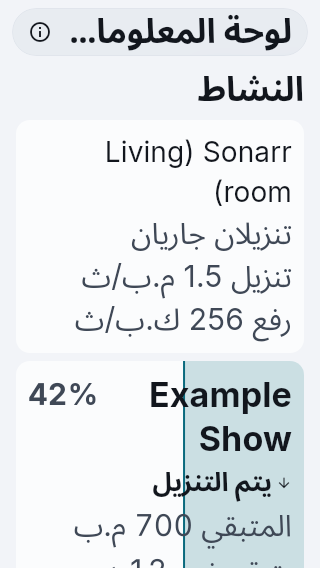 لوحة المعلوما...
النشاط
Sonarr (Living
room)
تنزيلان جاريان
تنزيل 1.5 م.ب/ث
رفع 256 ك.ب/ث
Example 42%
Show
↓ يتم التنزيل
المتبقي 700 م.ب